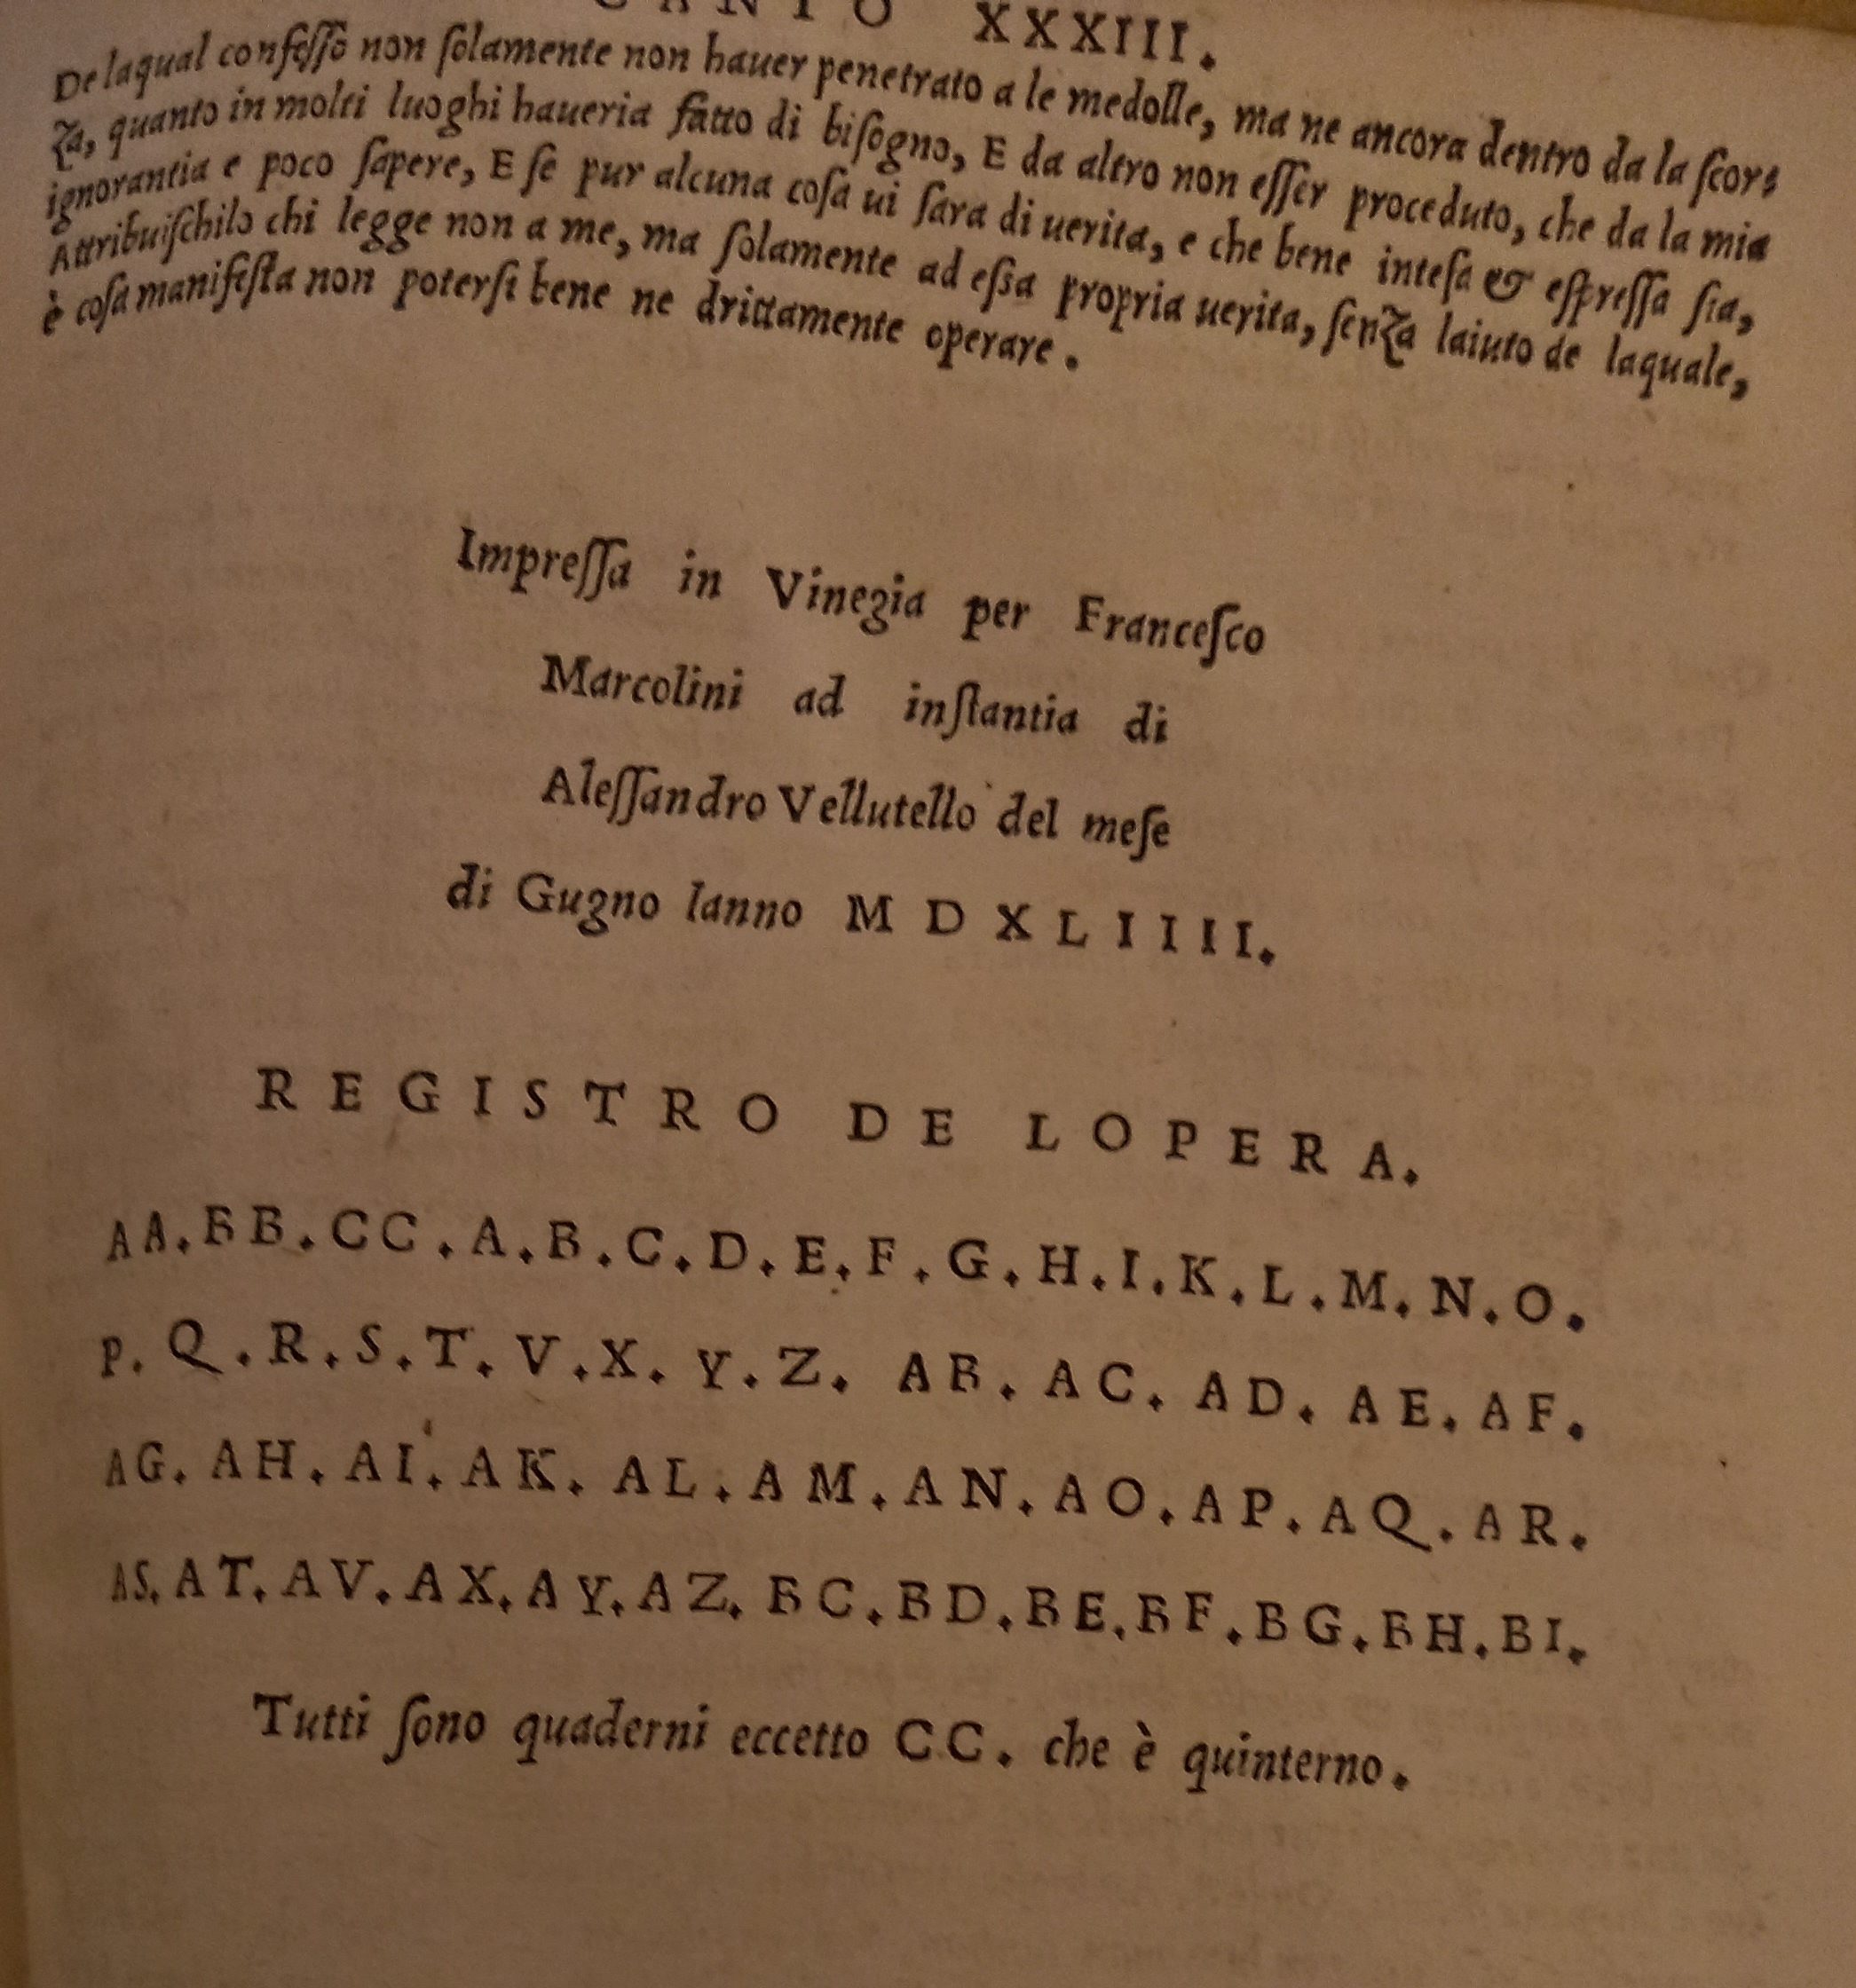 CANTO XXXIII.
De laqual confesso non ſolamente non hauer penetrato a le medolle, ma ne ancora dentro da la ſcor⸗
za, quanto in molti luoghi haueria fatto di biſogno, E da altro non eſſer proceduto, che da la mia
ignorantia e poco ſapere, E ſe pur alcuna coſa ui ſara di uerita, e che bene inteſa & eſpreſſa ſia,
Attribuiſchilo chi legge non a me, ma ſolamente ad eſſa propria uerita, ſenza laiuto de laquale,
è coſa manifeſta non poterſi bene ne drittamente operare.
Impreſſa in Vinegia per Franceſco
Marcolini ad inſtantia di
Aleſſandro Vellutello del meſe
di Gugno lanno MDXLIIII.
REGISTRO DE LOPERA.
AA.BB.CC.A.B.C.D.E.F.G.H.I.K.L.M.N.O.
P.Q.R.S.T.V.X.Y.Z. AB. AC. AD. AE. AF.
AG. AH. AI. AK. AL. AM. AN. AO. AP. AQ. AR.
AS. AT. AV. AX. AY. AZ. BC. BD. BE. BF. BG. BH. BI.
Tutti ſono quaderni eccetto CC. che è quinterno.